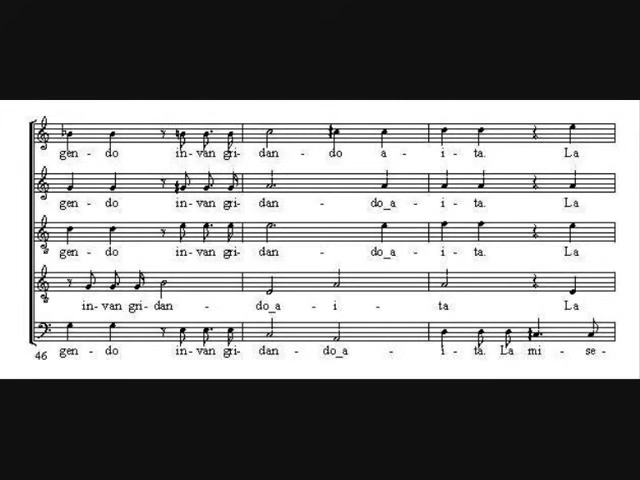 gen - do in-van gri-dan - do a - i - ta. La
gen - do in-van gri-dan - do_a - i - ta. La
gen - do in-van gri-dan - do_a - i - ta. La
in-van gri-dan - do_a - i - ta La
46 gen - do in-van gri-dan - do_a - i - ta. La mi - se -